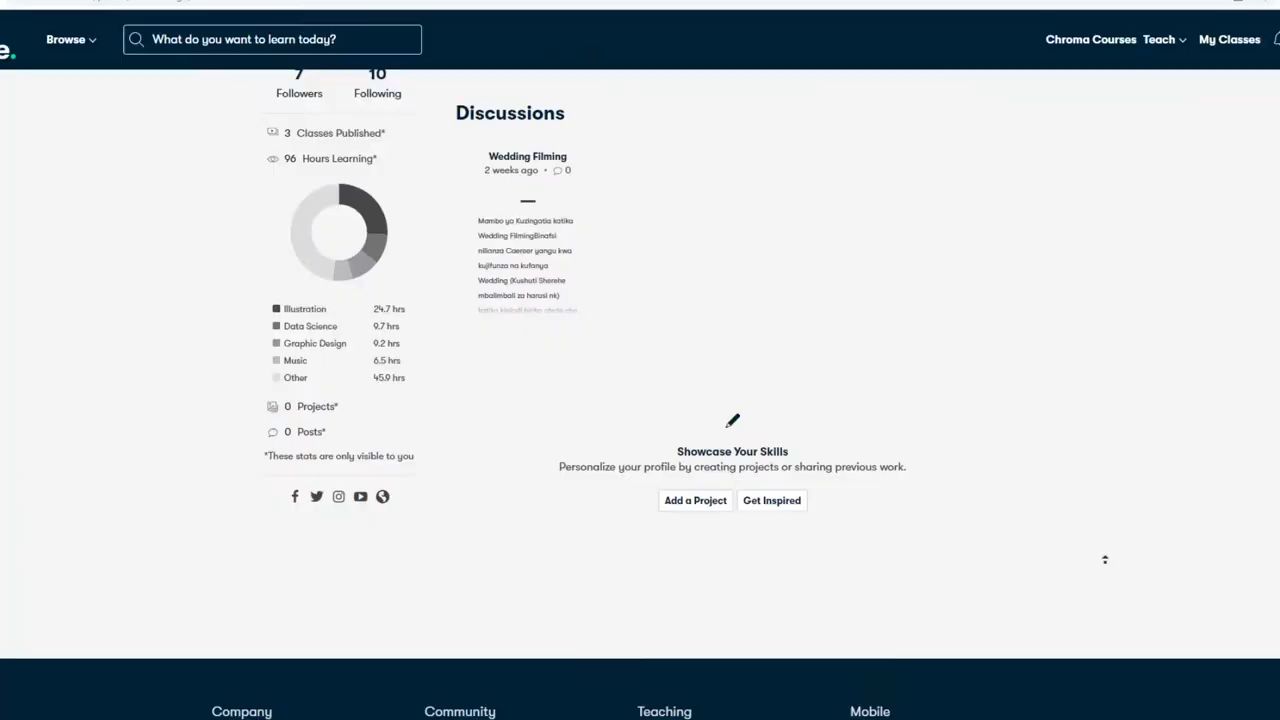 e.
Browse
What do you want to learn today?
Chroma Courses Teach My Classes
7 10
Followers Following
3 Classes Published*
96 Hours Learning*
Illustration 24.7 hrs
Data Science 9.7 hrs
Graphic Design 9.2 hrs
Music 6.5 hrs
Other 45.9 hrs
0 Projects*
0 Posts*
*These stats are only visible to you
Discussions
Wedding Filming
2 weeks ago • 0
Mambo ya Kuzingatia katika
Wedding FilmingBinafsi
nilianza Caereer yangu kwa
kujifunza na kufanya
Wedding (Kushuti Sherehe
mbalimbali za harusi nk)
katika
Showcase Your Skills
Personalize your profile by creating projects or sharing previous work.
Add a Project Get Inspired
Company Community Teaching Mobile